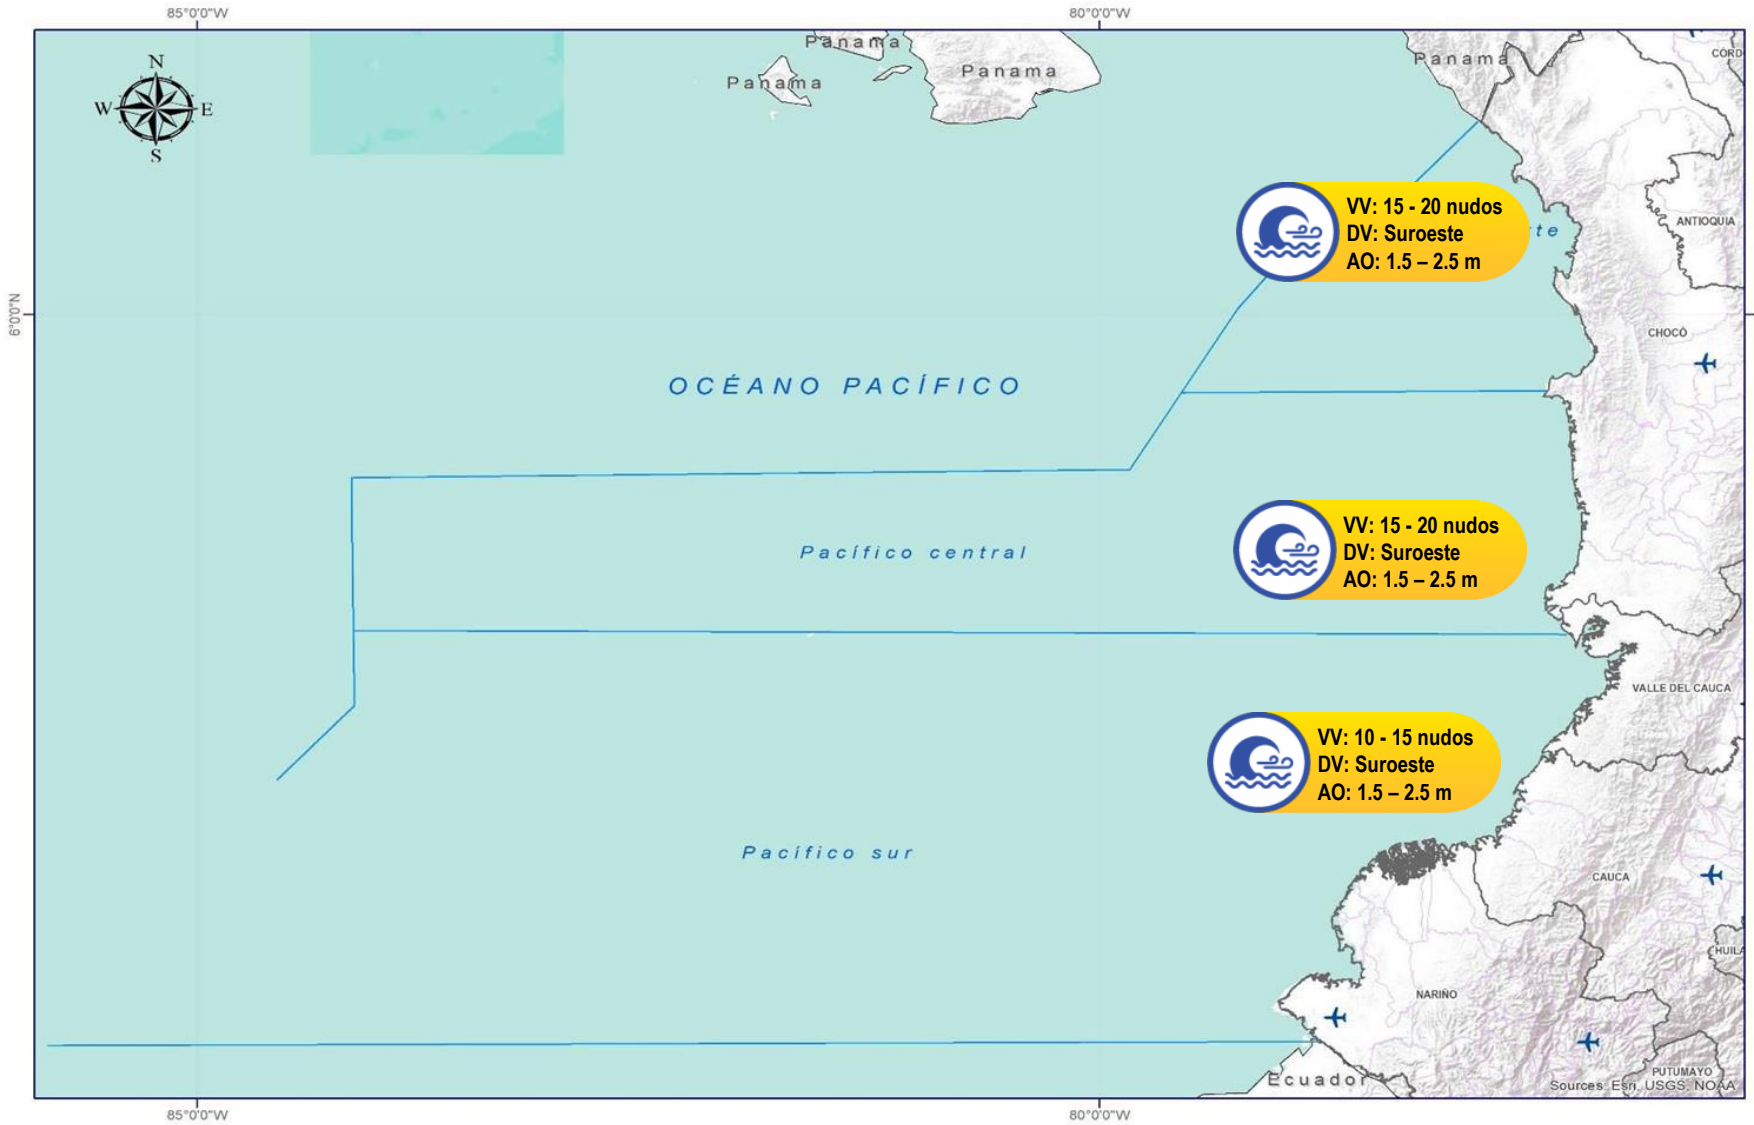 85°0'0"W
80°0'0"W
N
W
E
S
Panama
Panama
Panama
Panama
ANTIOQUIA
VV: 15 - 20 nudos
DV: Suroeste
AO: 1.5 – 2.5 m
6°0'0"N
CHOCÓ
OCÉANO PACÍFICO
VV: 15 - 20 nudos
DV: Suroeste
AO: 1.5 – 2.5 m
Pacífico central
VALLE DEL CAUCA
VV: 10 - 15 nudos
DV: Suroeste
AO: 1.5 – 2.5 m
Pacífico sur
CAUCA
HUILA
NARIÑO
PUTUMAYO
Ecuador
Sources: Esri, USGS, NOAA
85°0'0"W
80°0'0"W